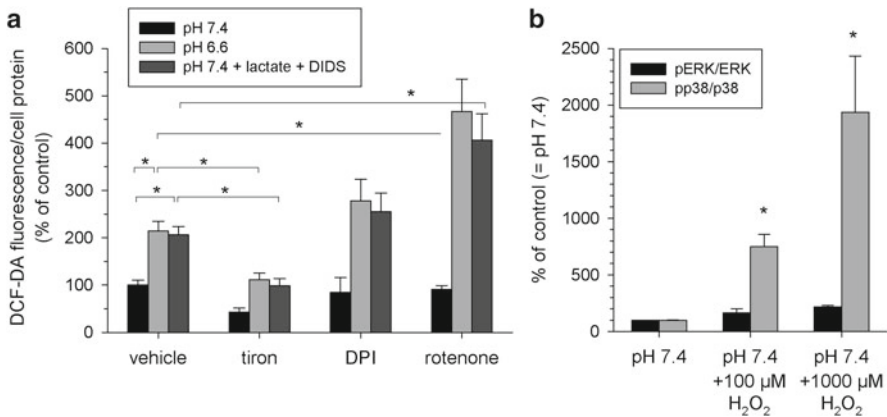 a
DCF-DA fluorescence/cell protein
(% of control)
600
500
400
300
200
100
0
pH 7.4
pH 6.6
pH 7.4 + lactate + DIDS
*
*
*
*
*
*
vehicle
tiron
DPI
rotenone
b
% of control (= pH 7.4)
2500
2000
1500
1000
500
0
pERK/ERK
pp38/p38
*
*
pH 7.4
pH 7.4
+100 µM
H₂O₂
pH 7.4
+1000 µM
H₂O₂